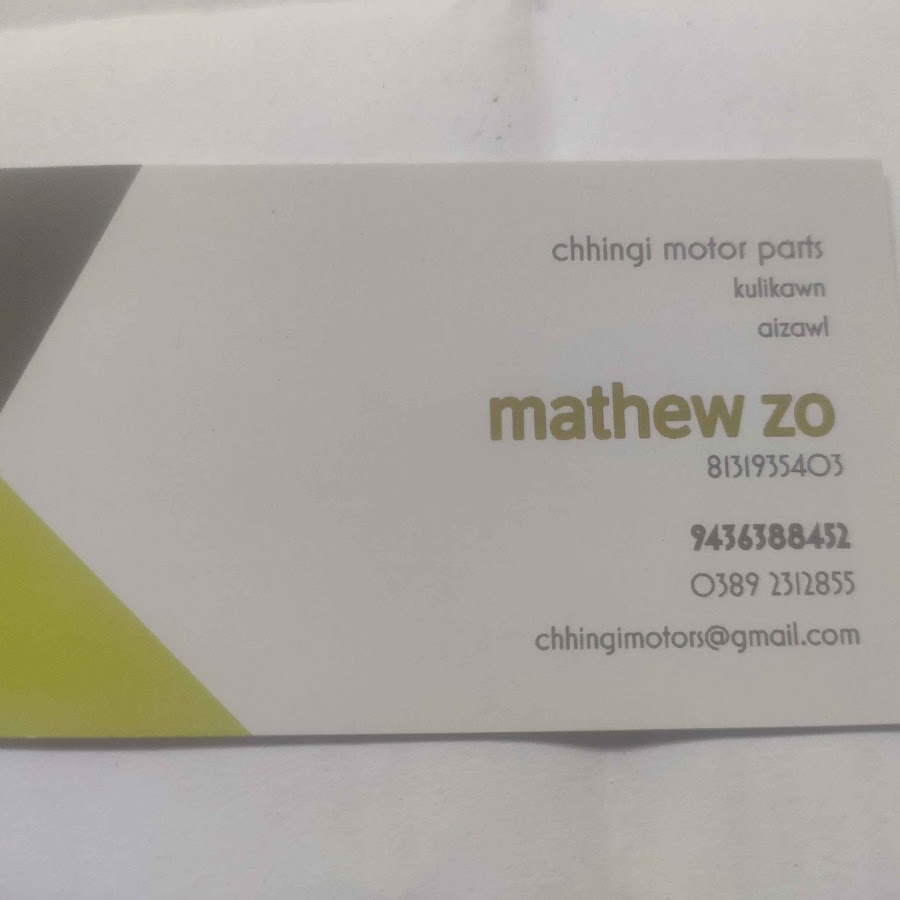 chhingi motor parts
kulikawn
aizawl
mathew zo
8131935403
9436388452
0389 2312855
chhingimotors@gmail.com